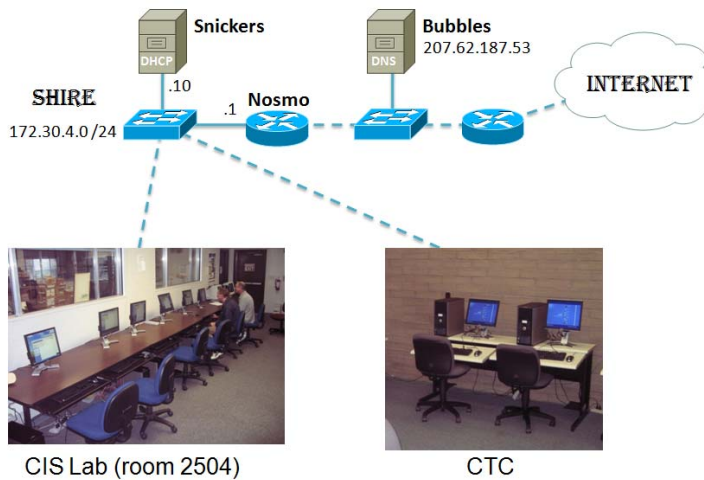 Snickers
DHCP
.10
SHIRE
172.30.4.0 /24
.1
Nosmo
Bubbles
DNS
207.62.187.53
INTERNET
CIS Lab (room 2504)
CTC